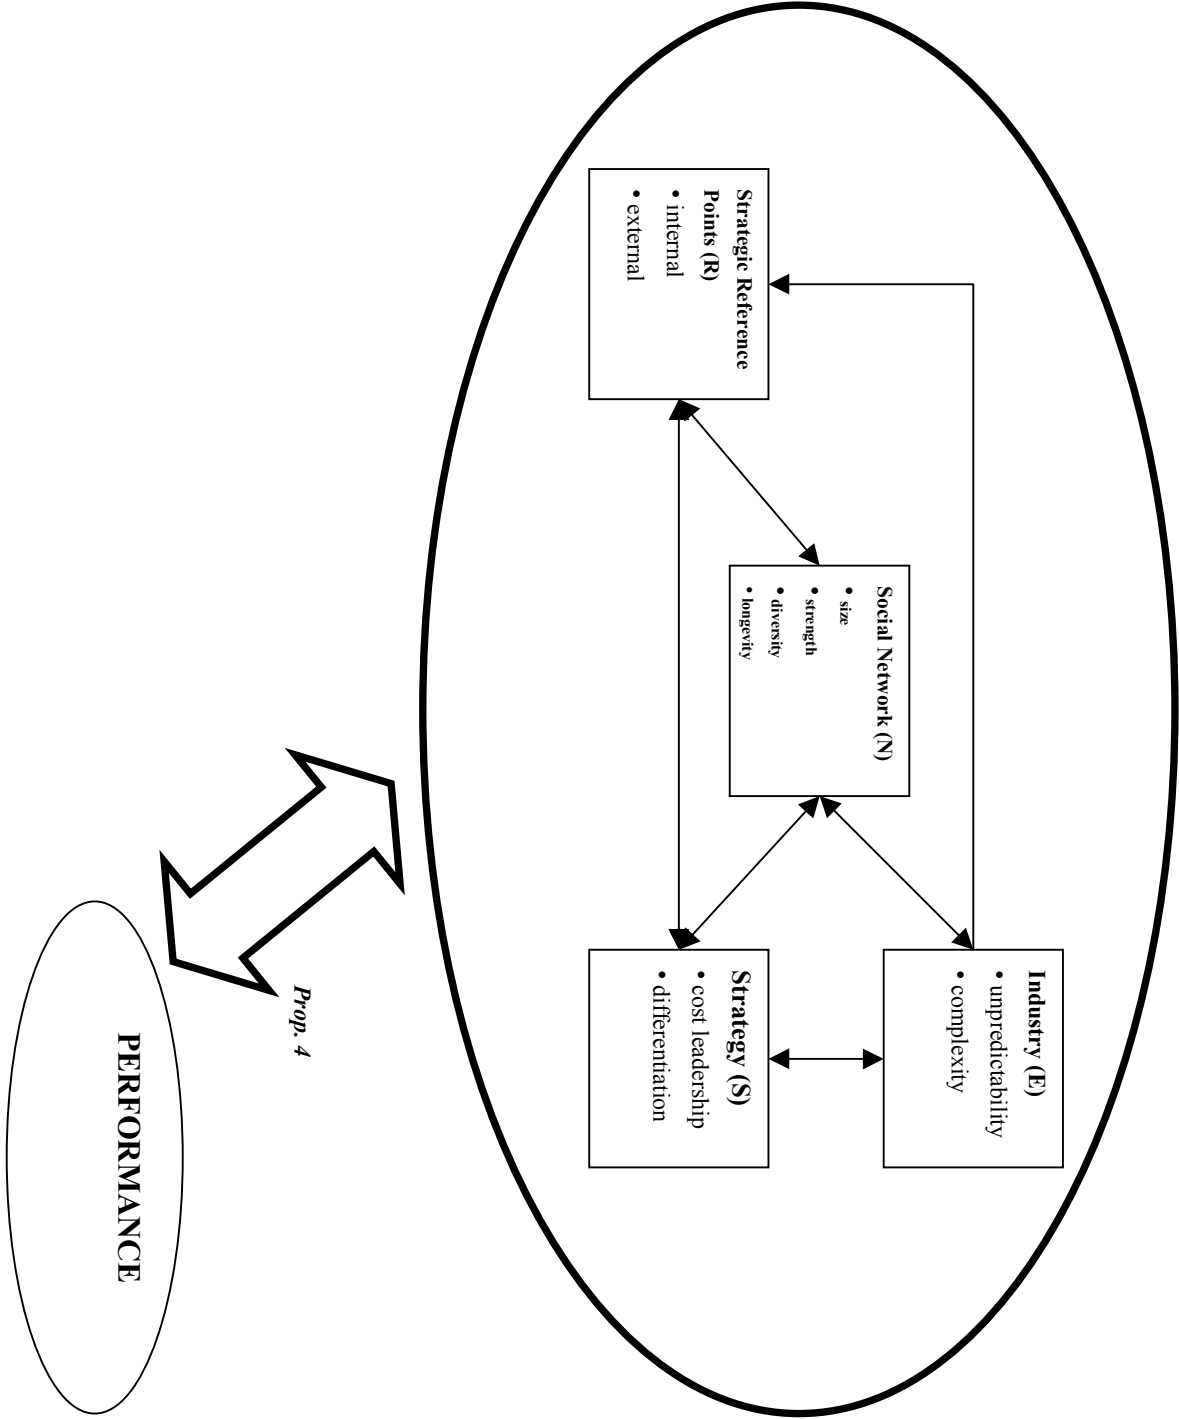 Industry (E)
• unpredictability
• complexity
Social Network (N)
• size
• strength
• diversity
• longevity
Strategic Reference
Points (R)
• internal
• external
Strategy (S)
• cost leadership
• differentiation
Prop. 4
PERFORMANCE